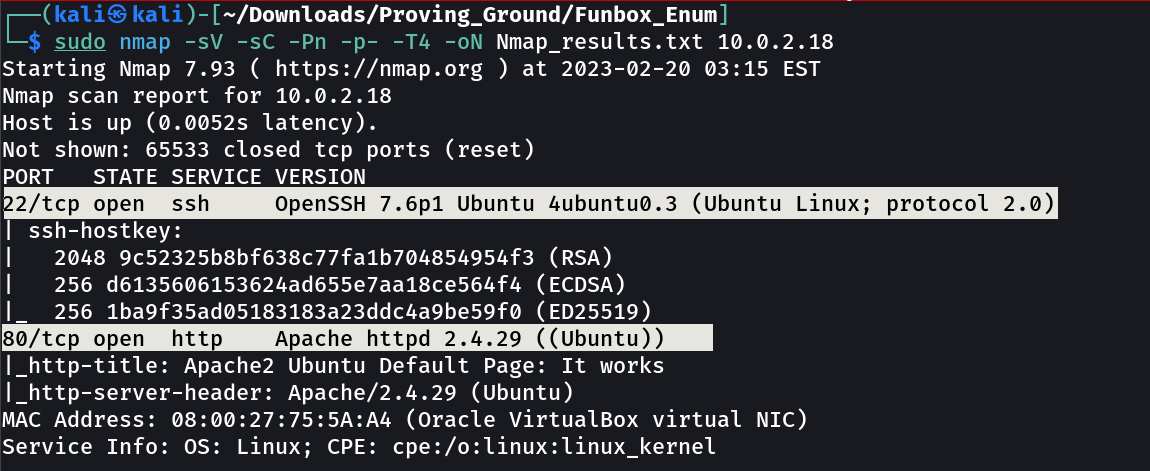 ┌──(kali㉿kali)-[~/Downloads/Proving_Ground/Funbox_Enum]
└─$ sudo nmap -sV -sC -Pn -p- -T4 -oN Nmap_results.txt 10.0.2.18
Starting Nmap 7.93 ( https://nmap.org ) at 2023-02-20 03:15 EST
Nmap scan report for 10.0.2.18
Host is up (0.0052s latency).
Not shown: 65533 closed tcp ports (reset)
PORT   STATE SERVICE VERSION
22/tcp open  ssh     OpenSSH 7.6p1 Ubuntu 4ubuntu0.3 (Ubuntu Linux; protocol 2.0)
| ssh-hostkey:
|   2048 9c52325b8bf638c77fa1b704854954f3 (RSA)
|   256 d6135606153624ad655e7aa18ce564f4 (ECDSA)
|_  256 1ba9f35ad05183183a23ddc4a9be59f0 (ED25519)
80/tcp open  http    Apache httpd 2.4.29 ((Ubuntu))
|_http-title: Apache2 Ubuntu Default Page: It works
|_http-server-header: Apache/2.4.29 (Ubuntu)
MAC Address: 08:00:27:75:5A:A4 (Oracle VirtualBox virtual NIC)
Service Info: OS: Linux; CPE: cpe:/o:linux:linux_kernel